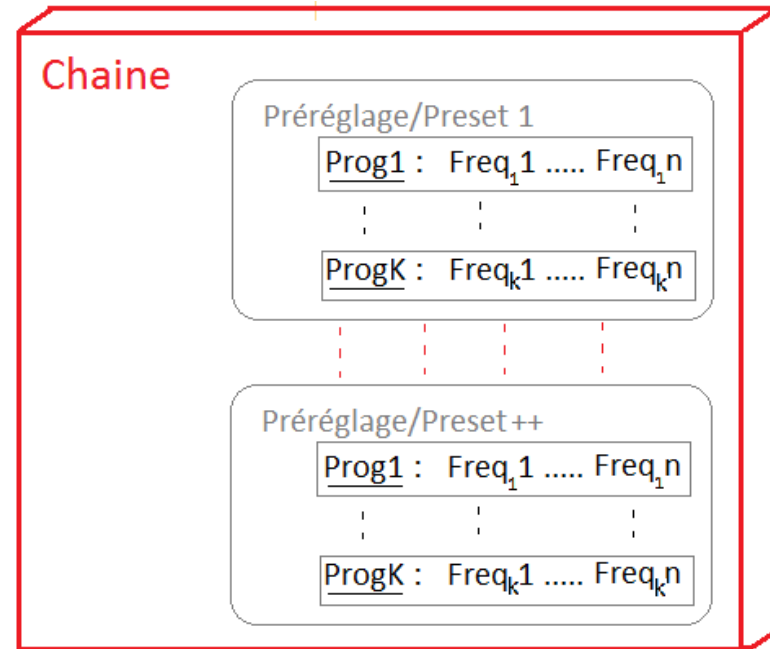 Chaine
Préréglage/Preset 1
Prog1 : Freq₁1 ..... Freq₁n
ProgK : Freqₖ1 ..... Freqₖn
Préréglage/Preset++
Prog1 : Freq₁1 ..... Freq₁n
ProgK : Freqₖ1 ..... Freqₖn